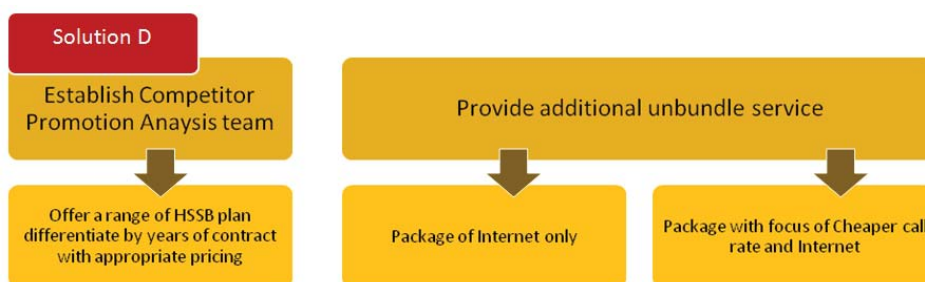 Solution D
Establish Competitor
Promotion Anaysis team
Provide additional unbundle service
Offer a range of HSSB plan
differentiate by years of contract
with appropriate pricing
Package of Internet only
Package with focus of Cheaper call
rate and Internet